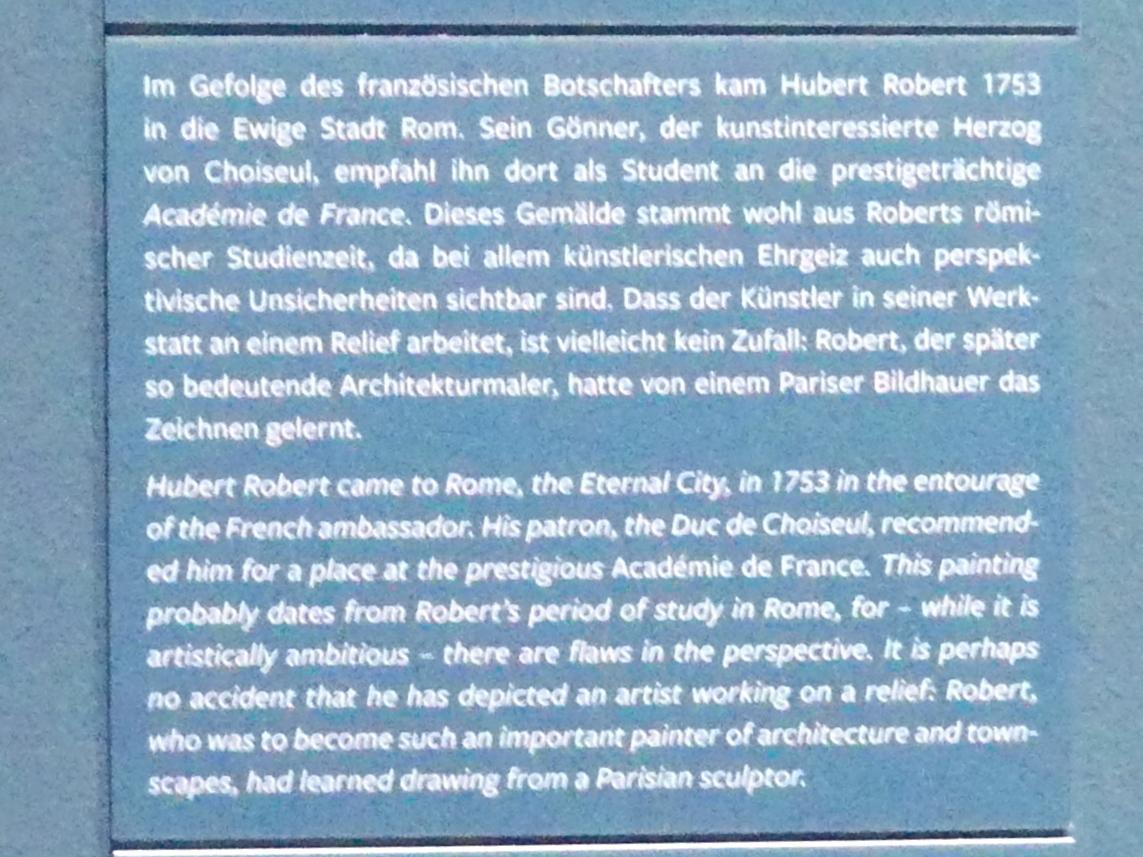 Im Gefolge des französischen Botschafters kam Hubert Robert 1753
in die Ewige Stadt Rom. Sein Gönner, der kunstinteressierte Herzog
von Choiseul, empfahl ihn dort als Student an die prestigeträchtige
Académie de France. Dieses Gemälde stammt wohl aus Roberts römi-
scher Studienzeit, da bei allem künstlerischen Ehrgeiz auch perspek-
tivische Unsicherheiten sichtbar sind. Dass der Künstler in seiner Werk-
statt an einem Relief arbeitet, ist vielleicht kein Zufall: Robert, der später
so bedeutende Architekturmaler, hatte von einem Pariser Bildhauer das
Zeichnen gelernt.
Hubert Robert came to Rome, the Eternal City, in 1753 in the entourage
of the French ambassador. His patron, the Duc de Choiseul, recommend-
ed him for a place at the prestigious Académie de France. This painting
probably dates from Robert's period of study in Rome, for – while it is
artistically ambitious – there are flaws in the perspective. It is perhaps
no accident that he has depicted an artist working on a relief: Robert,
who was to become such an important painter of architecture and town-
scapes, had learned drawing from a Parisian sculptor.